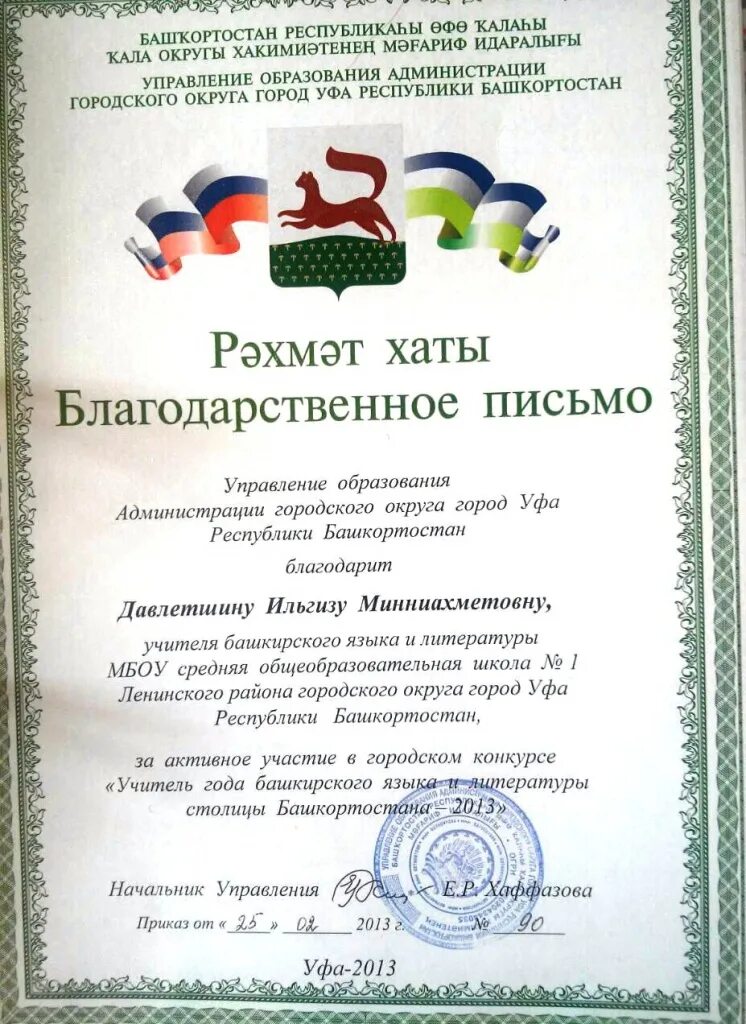 БАШҠОРТОСТАН РЕСПУБЛИКАҺЫ ӨФӨ ҠАЛАҺЫ
ҠАЛА ОКРУГЫ ХАКИМИӘТЕНЕҢ МӘҒАРИФ ИДАРАЛЫҒЫ
УПРАВЛЕНИЕ ОБРАЗОВАНИЯ АДМИНИСТРАЦИИ
ГОРОДСКОГО ОКРУГА ГОРОД УФА РЕСПУБЛИКИ БАШКОРТОСТАН
Рәхмәт хаты
Благодарственное письмо
Управление образования
Администрации городского округа город Уфа
Республики Башкортостан
благодарит
Давлетшину Ильгизу Минниахметовну,
учителя башкирского языка и литературы
МБОУ средняя общеобразовательная школа № 1
Ленинского района городского округа город Уфа
Республики Башкортостан,
за активное участие в городском конкурсе
«Учитель года башкирского языка и литературы
столицы Башкортостана – 2013»
Начальник Управления Е.Р. Хаффазова
Приказ от « 25 » 02 2013 г. № 90
Уфа-2013